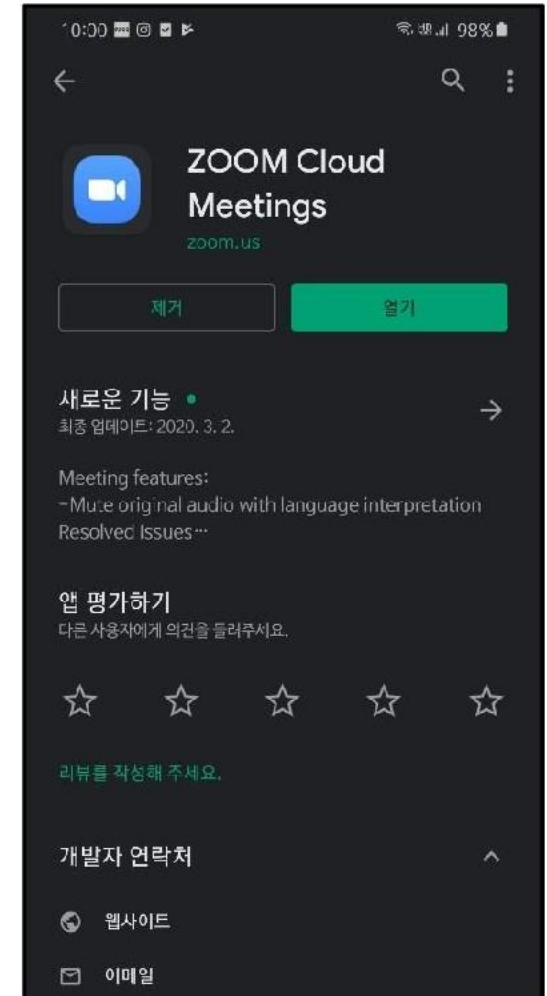 10:00 98%
ZOOM Cloud
Meetings
zoom.us
제거 열기
새로운 기능
최종 업데이트: 2020. 3. 2.
Meeting features:
-Mute original audio with language interpretation
Resolved Issues…
앱 평가하기
다른 사용자에게 의견을 들려주세요.
리뷰를 작성해 주세요.
개발자 연락처
웹사이트
이메일